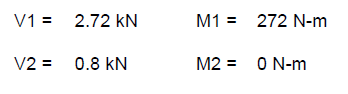 V1 = 2.72 kN M1 = 272 N-m
V2 = 0.8 kN M2 = 0 N-m